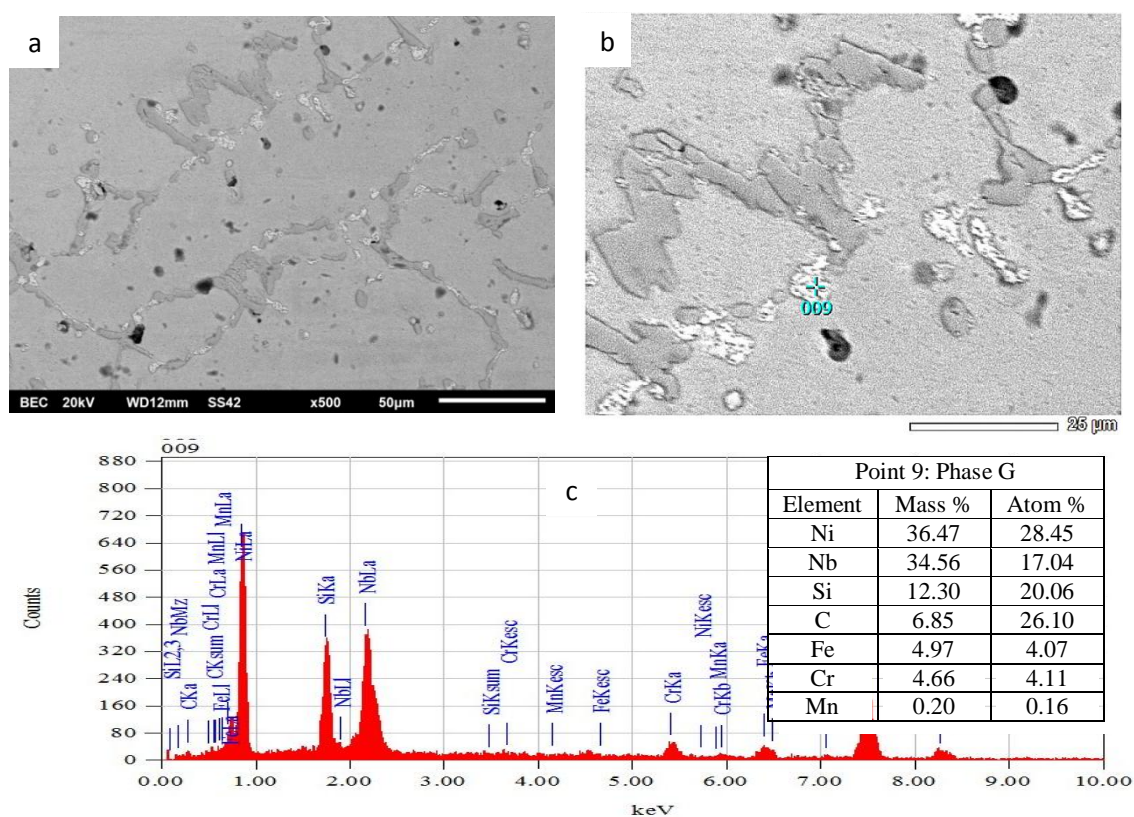 a
BEC 20kV WD12mm SS42 x500 50µm
b
009
25 µm
009
c
Counts
880
800
720
640
560
480
400
320
240
160
80
0
0.00 1.00 2.00 3.00 4.00 5.00 6.00 7.00 8.00 9.00 10.00
keV
SiL2,3
NbMz
CKa
CKsum
CrLl
FeLl
FeLa
CrLa
MnLl
MnLa
NiLa
SiKa
NbLl
NbLa
SiKsum
CrKesc
MnKesc
FeKesc
CrKa
NiKesc
CrKb
MnKa
FeKa
Point 9: Phase G
Element Mass % Atom %
Ni 36.47 28.45
Nb 34.56 17.04
Si 12.30 20.06
C 6.85 26.10
Fe 4.97 4.07
Cr 4.66 4.11
Mn 0.20 0.16